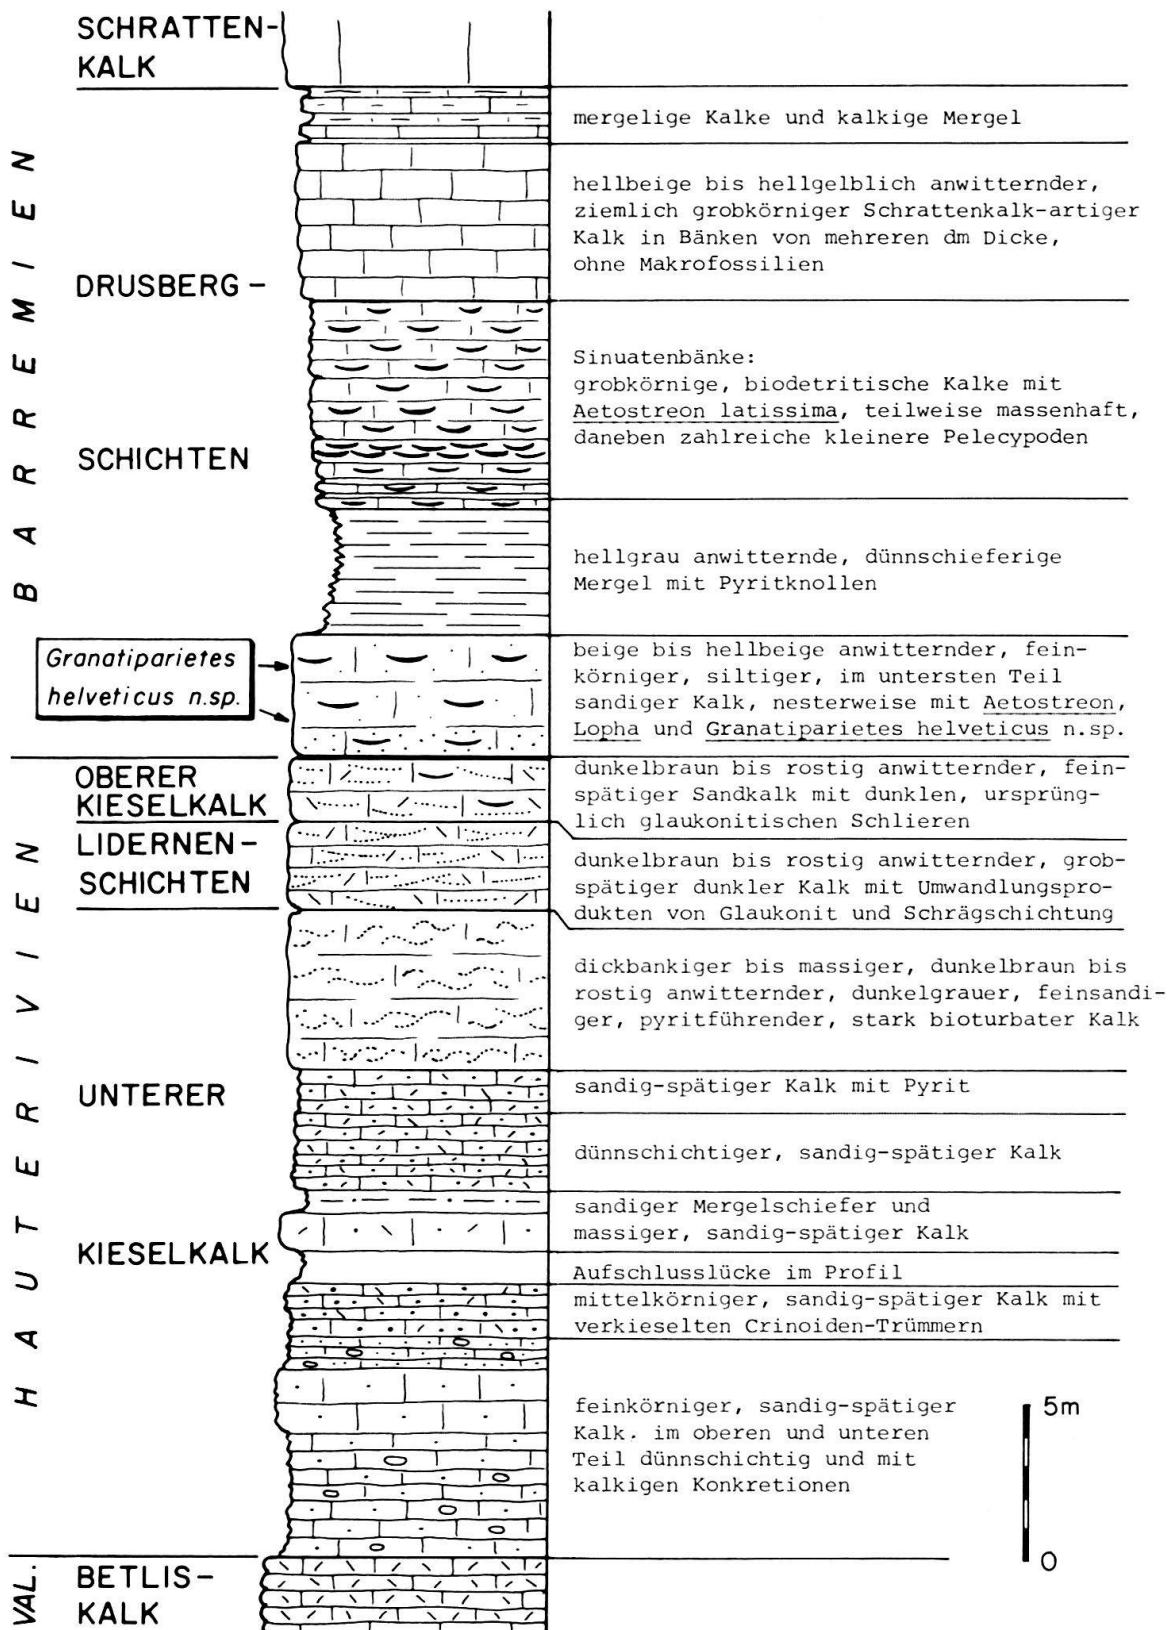 SCHRATTEN-
KALK
mergelige Kalke und kalkige Mergel
BARREMIEN
DRUSBERG-
SCHICHTEN
hellbeige bis hellgelblich anwitternder,
ziemlich grobkörniger Schrattenkalk-artiger
Kalk in Bänken von mehreren dm Dicke,
ohne Makrofossilien
Sinuatenbänke:
grobkörnige, biodetritische Kalke mit
Aetostreon latissima, teilweise massenhaft,
daneben zahlreiche kleinere Pelecypoden
hellgrau anwitternde, dünnschieferige
Mergel mit Pyritknollen
Granatiparietes
helveticus n.sp.
beige bis hellbeige anwitternder, fein-
körniger, siltiger, im untersten Teil
sandiger Kalk, nesterweise mit Aetostreon,
Lopha und Granatiparietes helveticus n.sp.
HAUTERIVIEN
OBERER
KIESELKALK
dunkelbraun bis rostig anwitternder, fein-
spätiger Sandkalk mit dunklen, ursprüng-
lich glaukonitischen Schlieren
LIDERNEN-
SCHICHTEN
dunkelbraun bis rostig anwitternder, grob-
spätiger dunkler Kalk mit Umwandlungspro-
dukten von Glaukonit und Schrägschichtung
UNTERER
KIESELKALK
dickbankiger bis massiger, dunkelbraun bis
rostig anwitternder, dunkelgrauer, feinsandi-
ger, pyritführender, stark bioturbater Kalk
sandig-spätiger Kalk mit Pyrit
dünnschichtiger, sandig-spätiger Kalk
sandiger Mergelschiefer und
massiger, sandig-spätiger Kalk
Aufschlusslücke im Profil
mittelkörniger, sandig-spätiger Kalk mit
verkieselten Crinoiden-Trümmern
feinkörniger, sandig-spätiger
Kalk. im oberen und unteren
Teil dünnschichtig und mit
kalkigen Konkretionen
5m
0
VAL.
BETLIS-
KALK